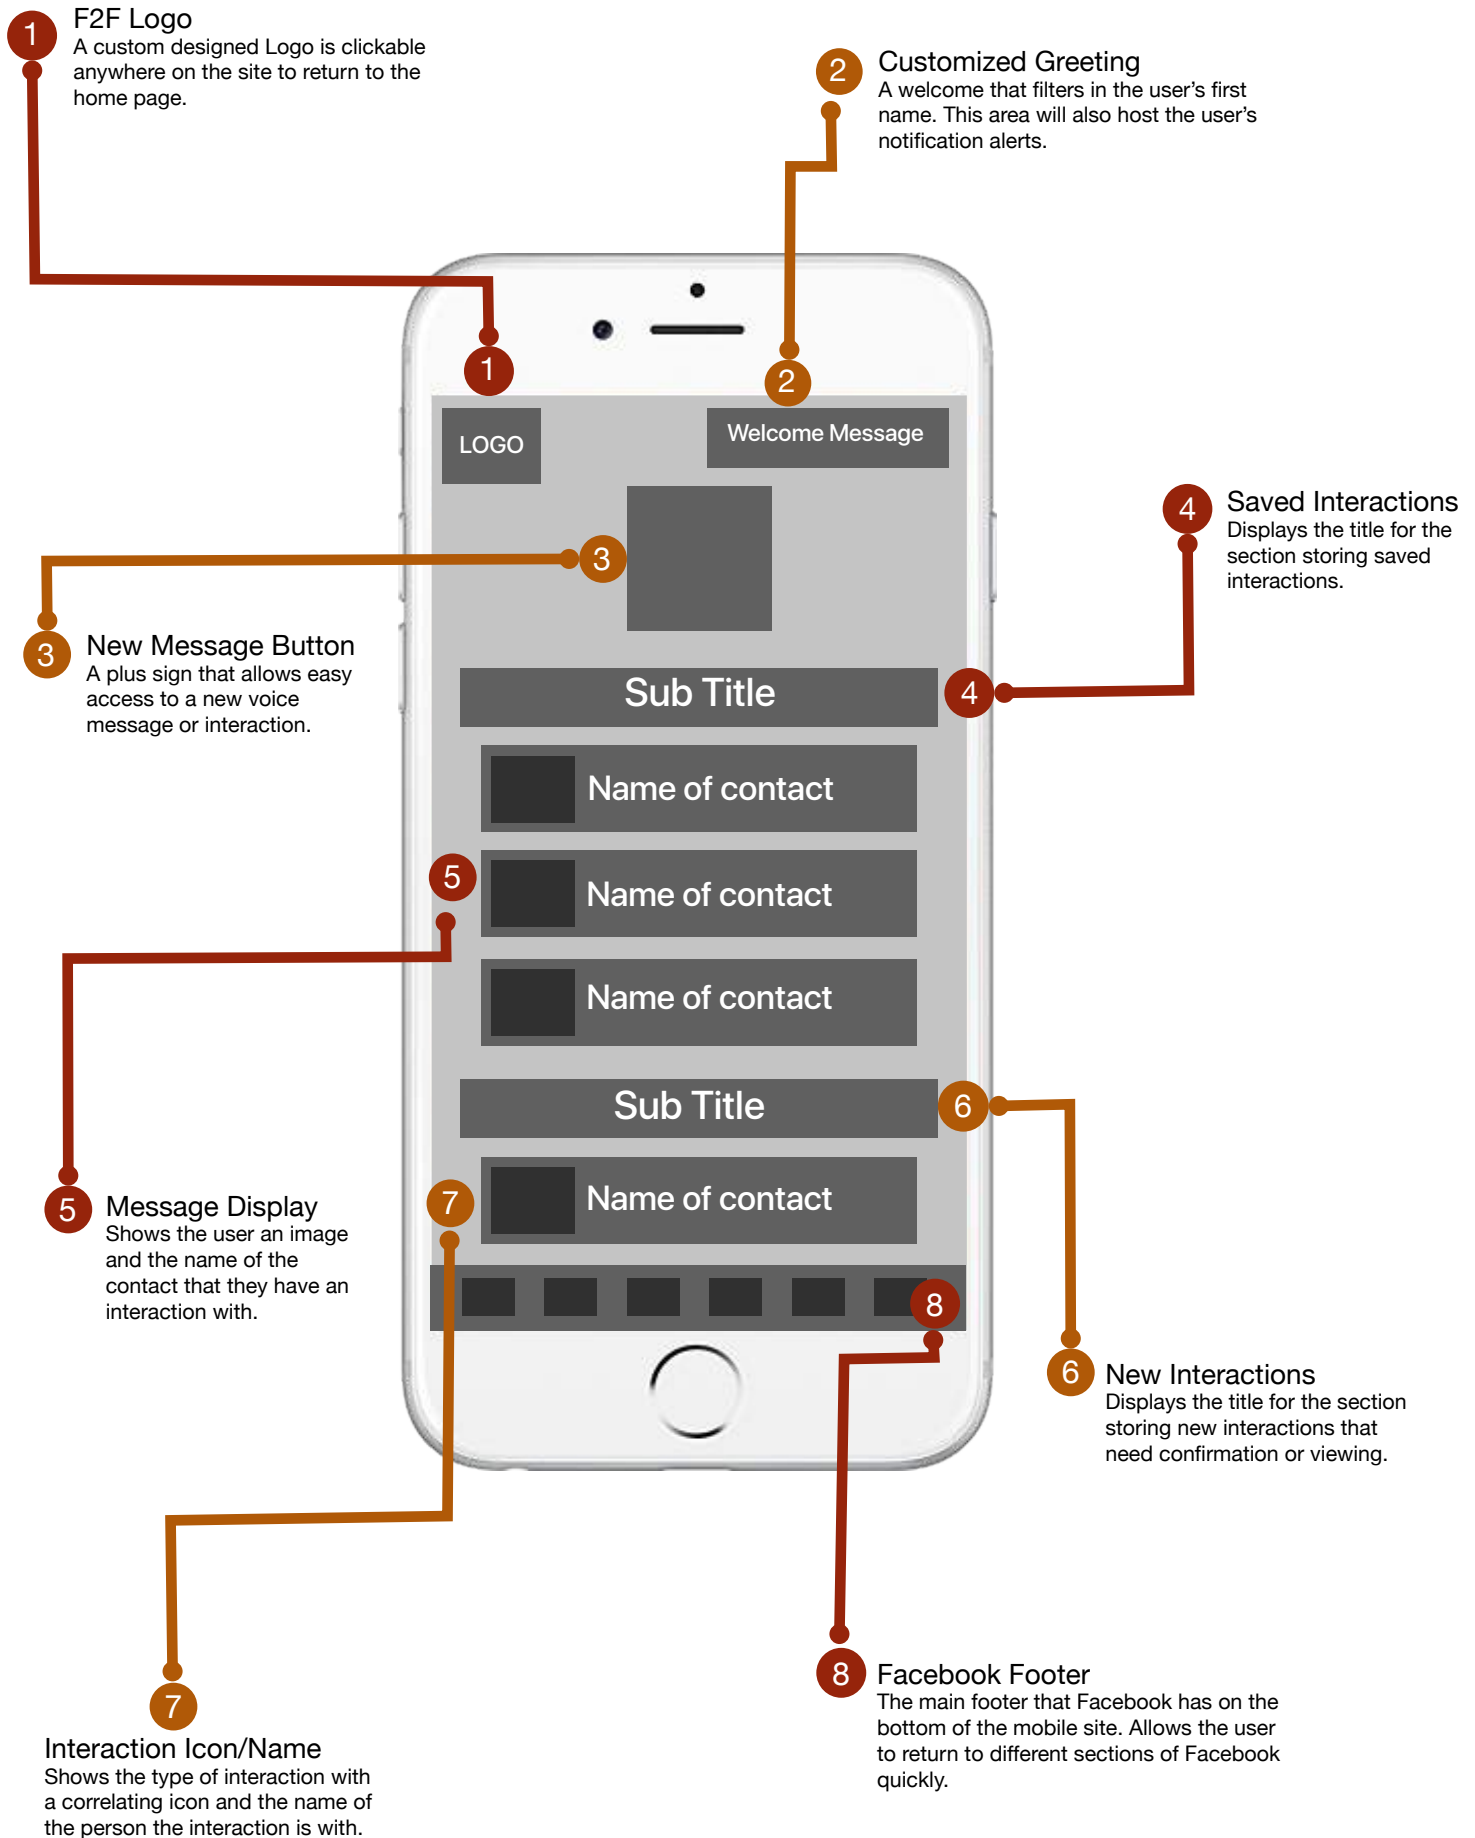 1
F2F Logo
A custom designed Logo is clickable
anywhere on the site to return to the
home page.
2
Customized Greeting
A welcome that filters in the user's first
name. This area will also host the user's
notification alerts.
1
2
LOGO
Welcome Message
3
3
New Message Button
A plus sign that allows easy
access to a new voice
message or interaction.
4
Saved Interactions
Displays the title for the
section storing saved
interactions.
Sub Title
4
Name of contact
5
Name of contact
Name of contact
Sub Title
6
7
Name of contact
5
Message Display
Shows the user an image
and the name of the
contact that they have an
interaction with.
8
6
New Interactions
Displays the title for the section
storing new interactions that
need confirmation or viewing.
7
Interaction Icon/Name
Shows the type of interaction with
a correlating icon and the name of
the person the interaction is with.
8
Facebook Footer
The main footer that Facebook has on the
bottom of the mobile site. Allows the user
to return to different sections of Facebook
quickly.